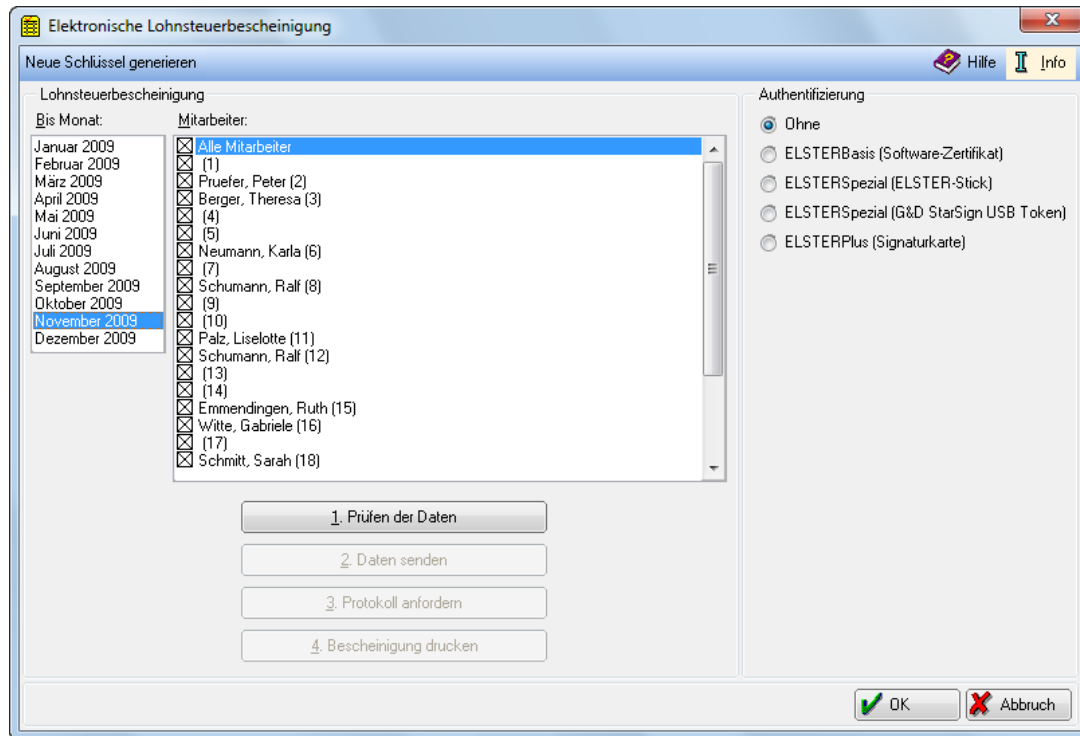 Elektronische Lohnsteuerbescheinigung
Neue Schlüssel generieren
Hilfe
Info
Lohnsteuerbescheinigung
Bis Monat:
Januar 2009
Februar 2009
März 2009
April 2009
Mai 2009
Juni 2009
Juli 2009
August 2009
September 2009
Oktober 2009
November 2009
Dezember 2009
Mitarbeiter:
Alle Mitarbeiter
(1)
Pruefer, Peter (2)
Berger, Theresa (3)
(4)
(5)
Neumann, Karla (6)
(7)
Schumann, Ralf (8)
(9)
(10)
Palz, Liselotte (11)
Schumann, Ralf (12)
(13)
(14)
Emmendingen, Ruth (15)
Witte, Gabriele (16)
(17)
Schmitt, Sarah (18)
1. Prüfen der Daten
2. Daten senden
3. Protokoll anfordern
4. Bescheinigung drucken
Authentifizierung
Ohne
ELSTERBasis (Software-Zertifikat)
ELSTERSpezial (ELSTER-Stick)
ELSTERSpezial (G&D StarSign USB Token)
ELSTERPlus (Signaturkarte)
OK
Abbruch